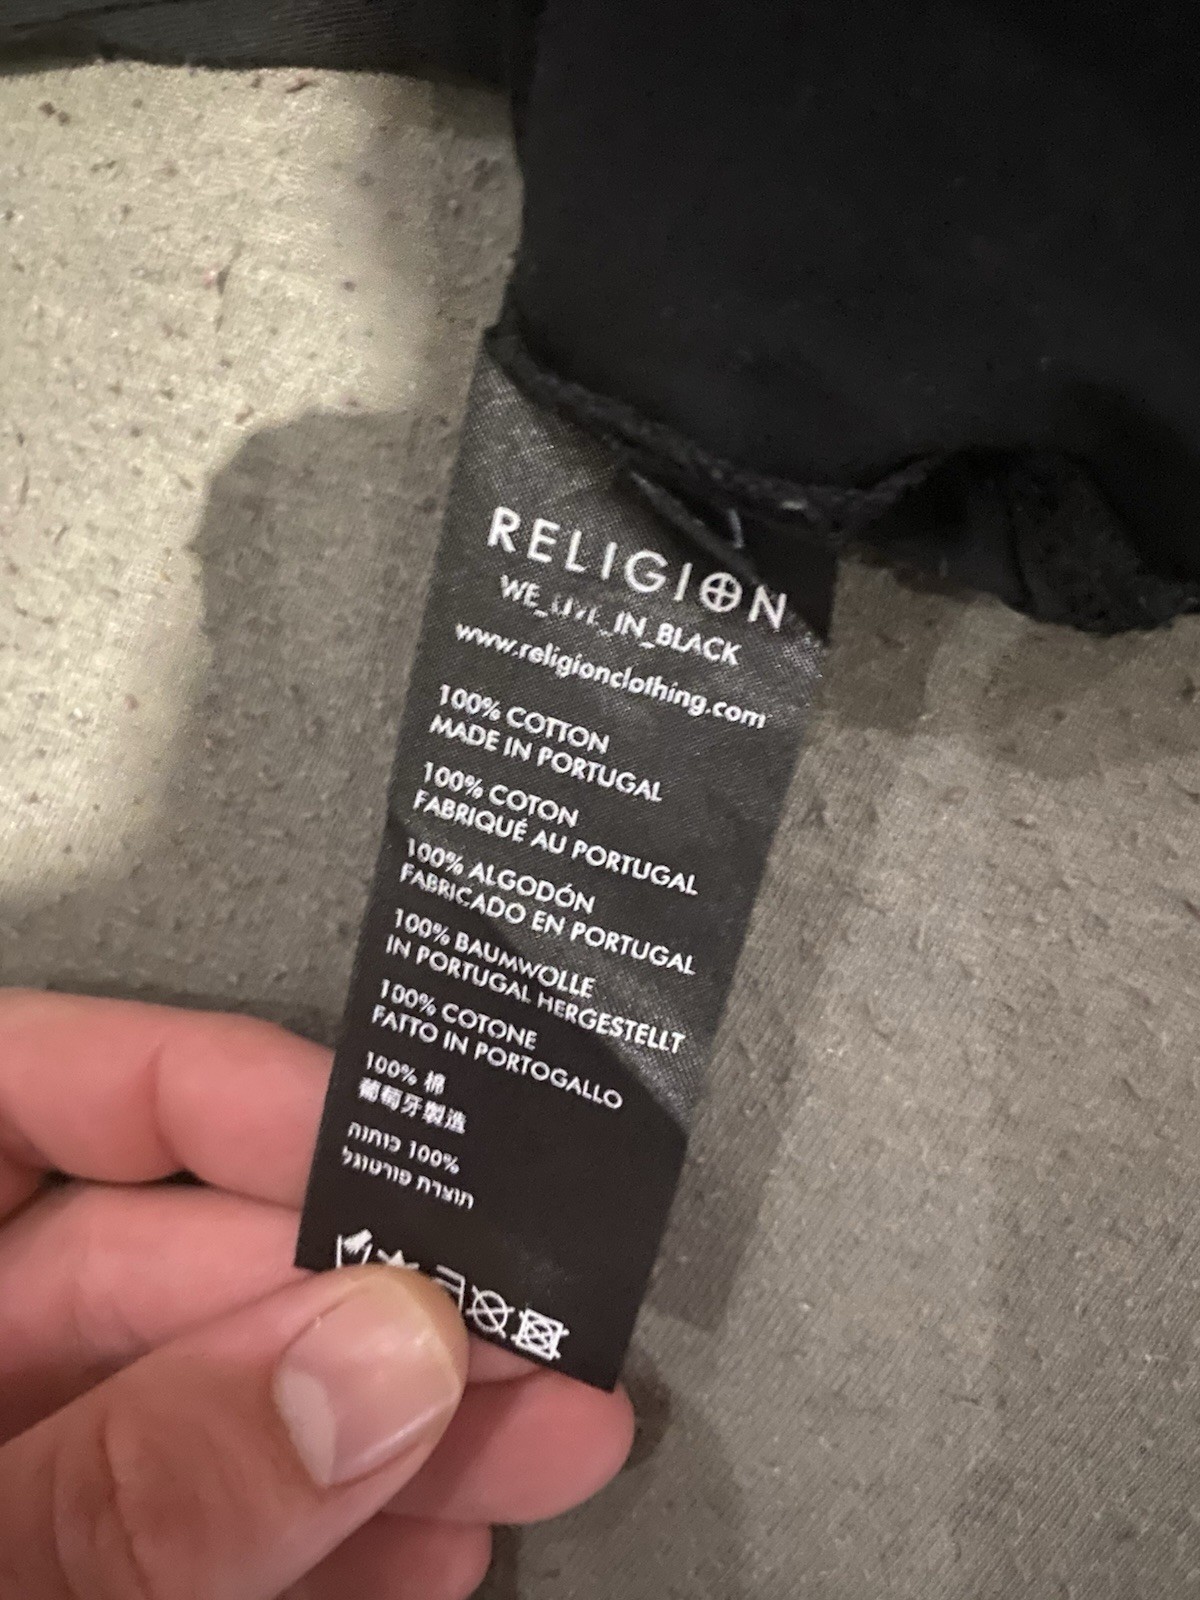 RELIGION
WE_LIVE_IN_BLACK
www.religionclothing.com
100% COTTON
MADE IN PORTUGAL
100% COTON
FABRIQUÉ AU PORTUGAL
100% ALGODÓN
FABRICADO EN PORTUGAL
100% BAUMWOLLE
IN PORTUGAL HERGESTELLT
100% COTONE
FATTO IN PORTOGALLO
100% 棉
葡萄牙製造
100% כותנה
תוצרת פורטוגל